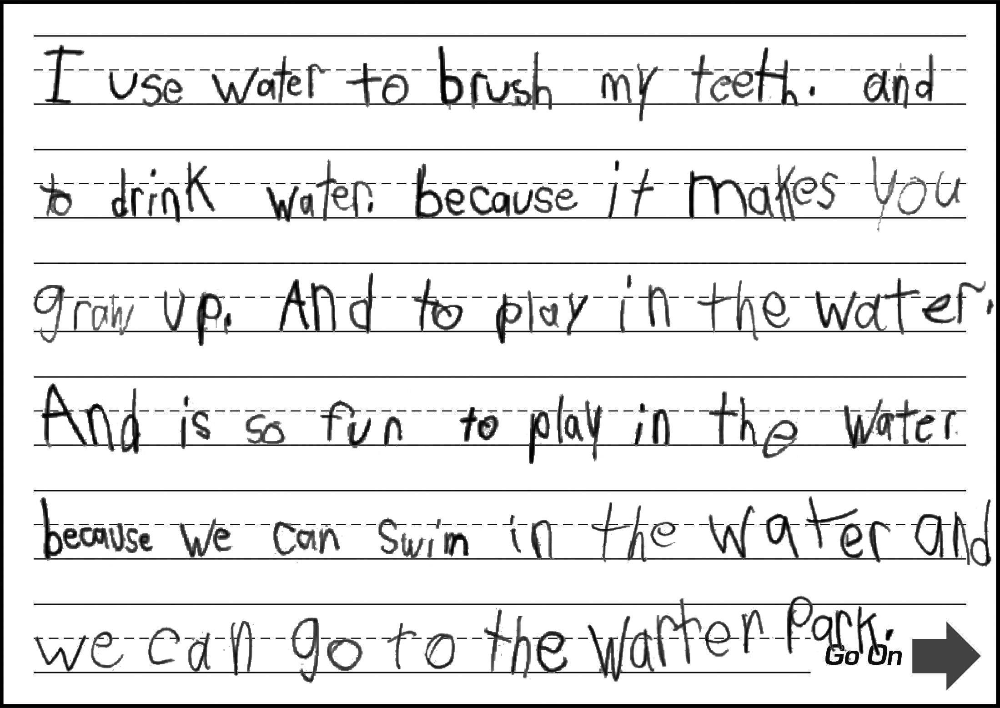 I use water to brush my teeth. and
to drink water. because it makes you
graw up. And to play in the water.
And is so fun to play in the water
because we can swim in the water and
we can go to the warter Park.
Go On